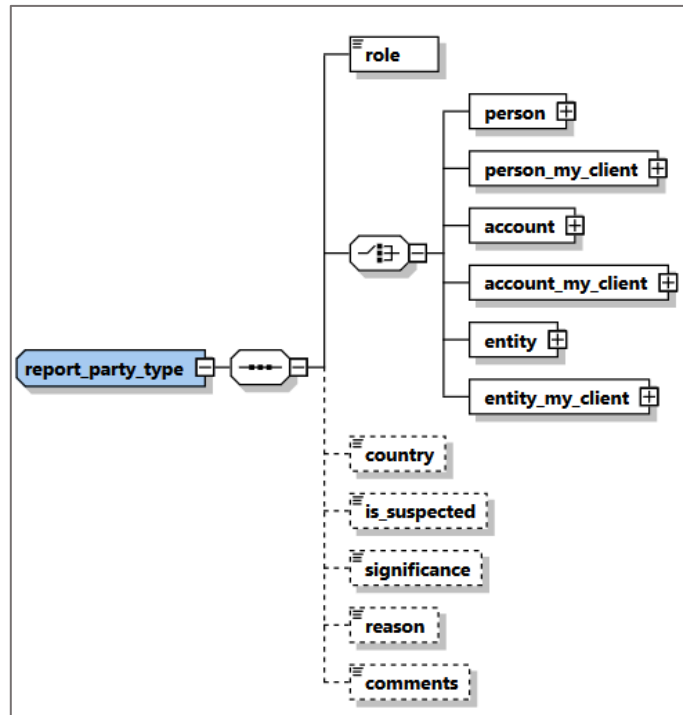 role
person
person_my_client
account
account_my_client
report_party_type
entity
entity_my_client
country
is_suspected
significance
reason
comments